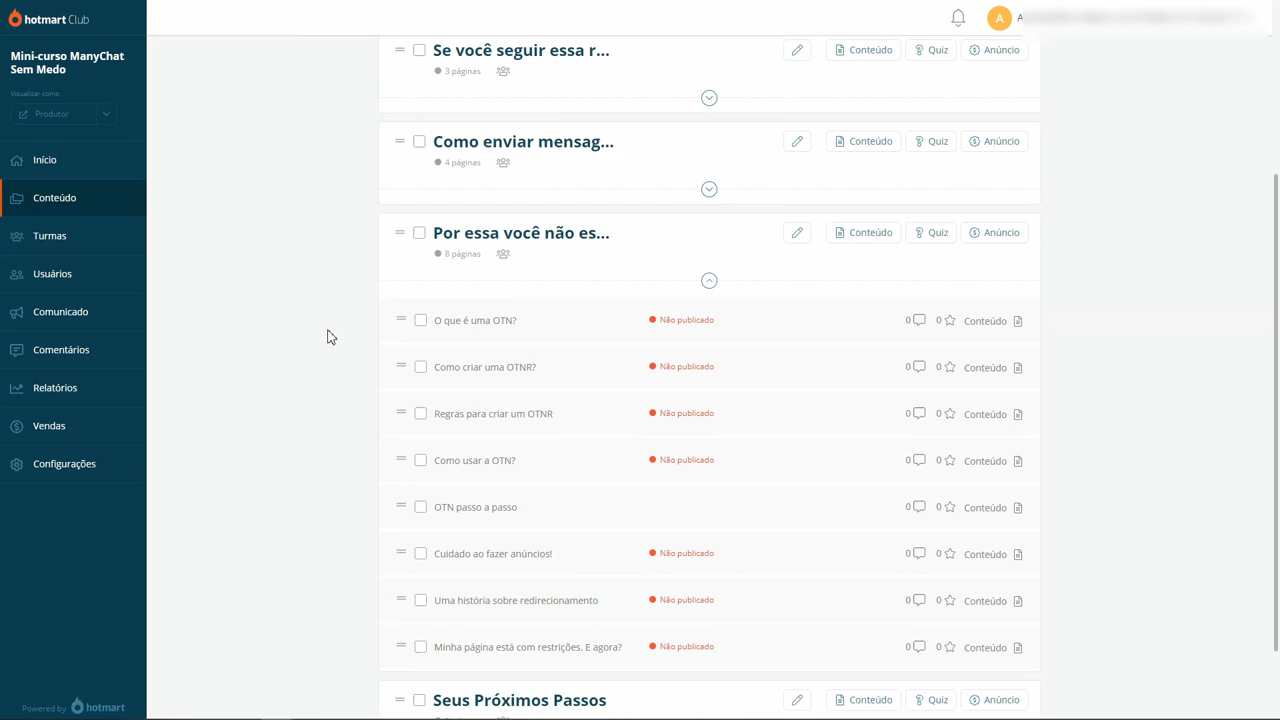 hotmart Club
A
A
Mini-curso ManyChat
Sem Medo
Visualizar como
Produtor
Início
Conteúdo
Turmas
Usuários
Comunicado
Comentários
Relatórios
Vendas
Configurações
Powered by hotmart
Se você seguir essa r...
Conteúdo
Quiz
Anúncio
3 páginas
Como enviar mensag...
Conteúdo
Quiz
Anúncio
4 páginas
Por essa você não es...
Conteúdo
Quiz
Anúncio
8 páginas
O que é uma OTN? Não publicado 0 0 Conteúdo
Como criar uma OTNR? Não publicado 0 0 Conteúdo
Regras para criar um OTNR Não publicado 0 0 Conteúdo
Como usar a OTN? Não publicado 0 0 Conteúdo
OTN passo a passo 0 0 Conteúdo
Cuidado ao fazer anúncios! Não publicado 0 0 Conteúdo
Uma história sobre redirecionamento Não publicado 0 0 Conteúdo
Minha página está com restrições. E agora? Não publicado 0 0 Conteúdo
Seus Próximos Passos
Conteúdo
Quiz
Anúncio